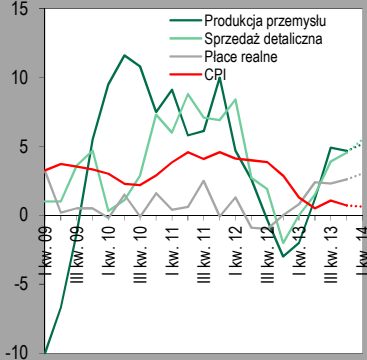 15
10
5
0
-5
-10
Produkcja przemysłu
Sprzedaż detaliczna
Płace realne
CPI
I kw. 09
III kw. 09
I kw. 10
III kw. 10
I kw. 11
III kw. 11
I kw. 12
III kw. 12
I kw. 13
III kw. 13
I kw. 14